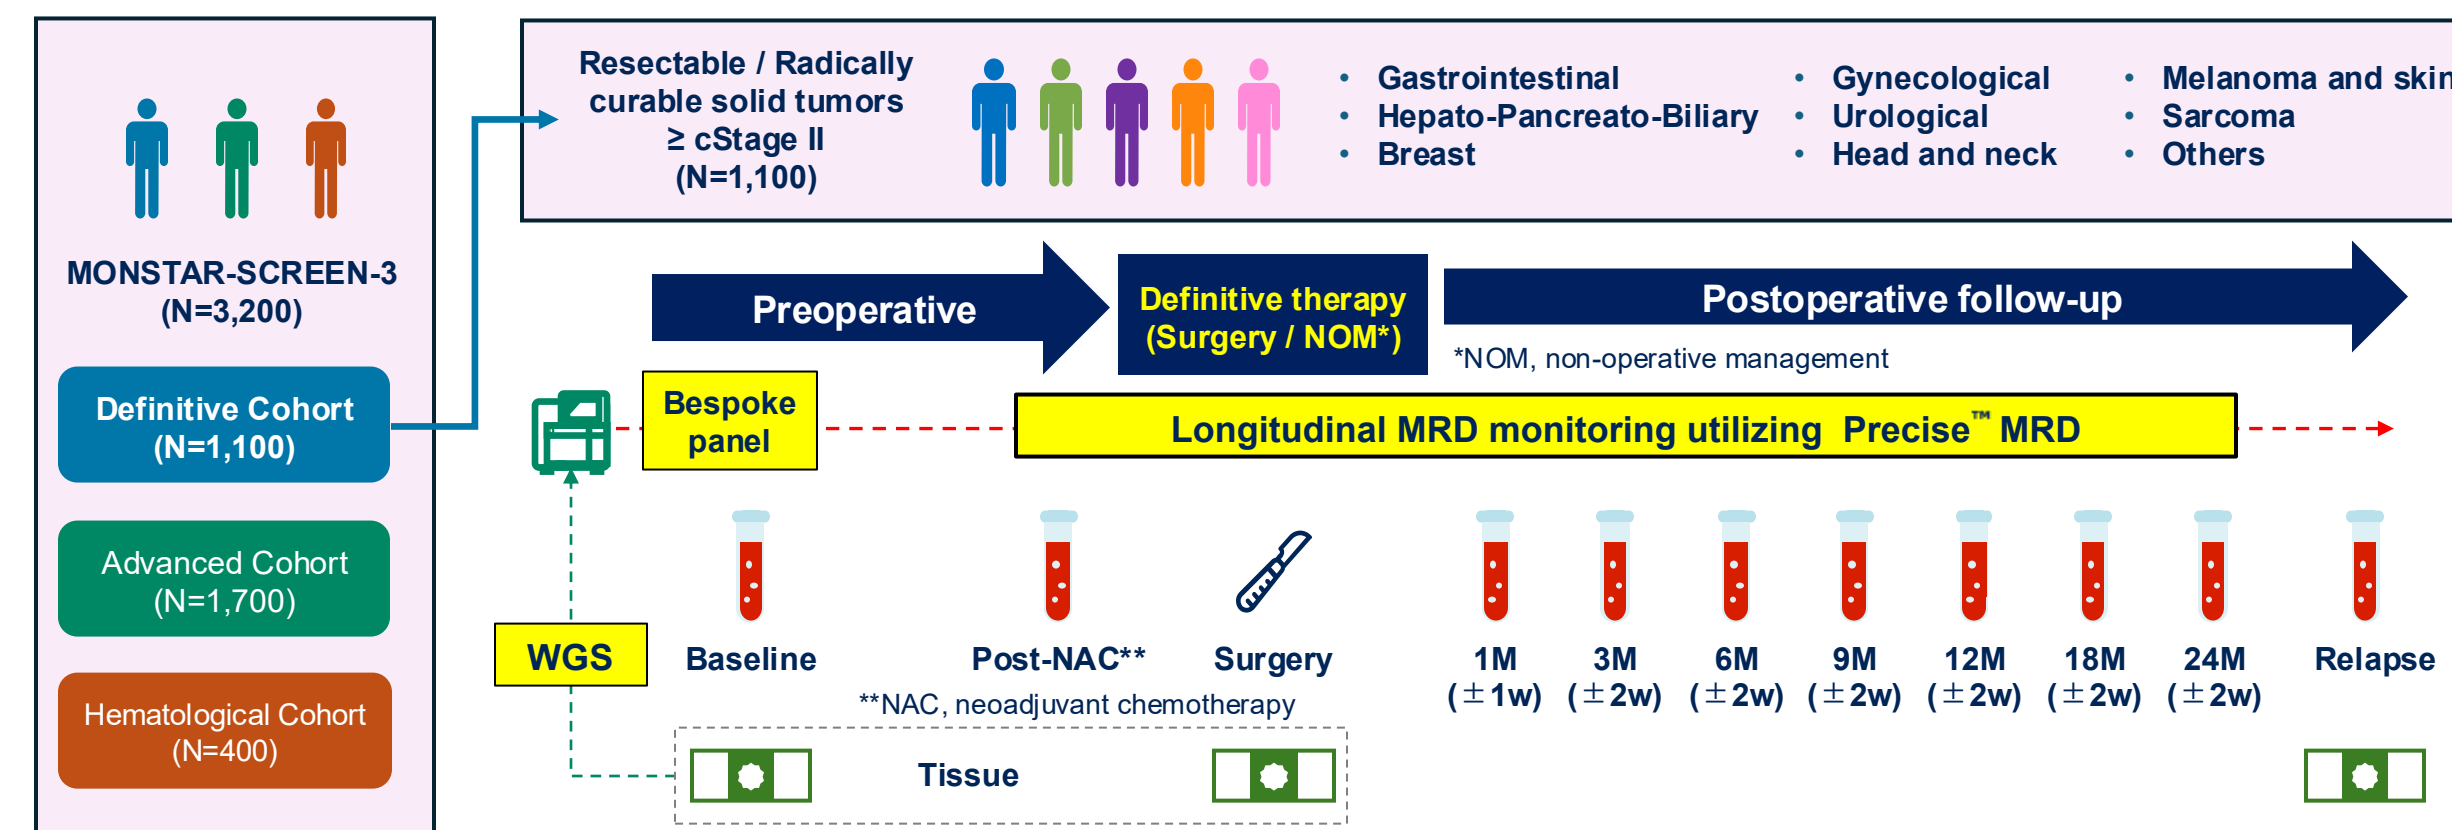 MONSTAR-SCREEN-3
(N=3,200)
Definitive Cohort
(N=1,100)
Advanced Cohort
(N=1,700)
Hematological Cohort
(N=400)
Resectable / Radically
curable solid tumors
≥ cStage II
(N=1,100)
• Gastrointestinal
• Hepato-Pancreato-Biliary
• Breast
• Gynecological
• Urological
• Head and neck
• Melanoma and skin
• Sarcoma
• Others
Preoperative
Definitive therapy
(Surgery / NOM*)
Postoperative follow-up
*NOM, non-operative management
Bespoke
panel
Longitudinal MRD monitoring utilizing Precise™ MRD
WGS
Baseline
Post-NAC**
Surgery
**NAC, neoadjuvant chemotherapy
1M
(±1w)
3M
(±2w)
6M
(±2w)
9M
(±2w)
12M
(±2w)
18M
(±2w)
24M
(±2w)
Relapse
Tissue